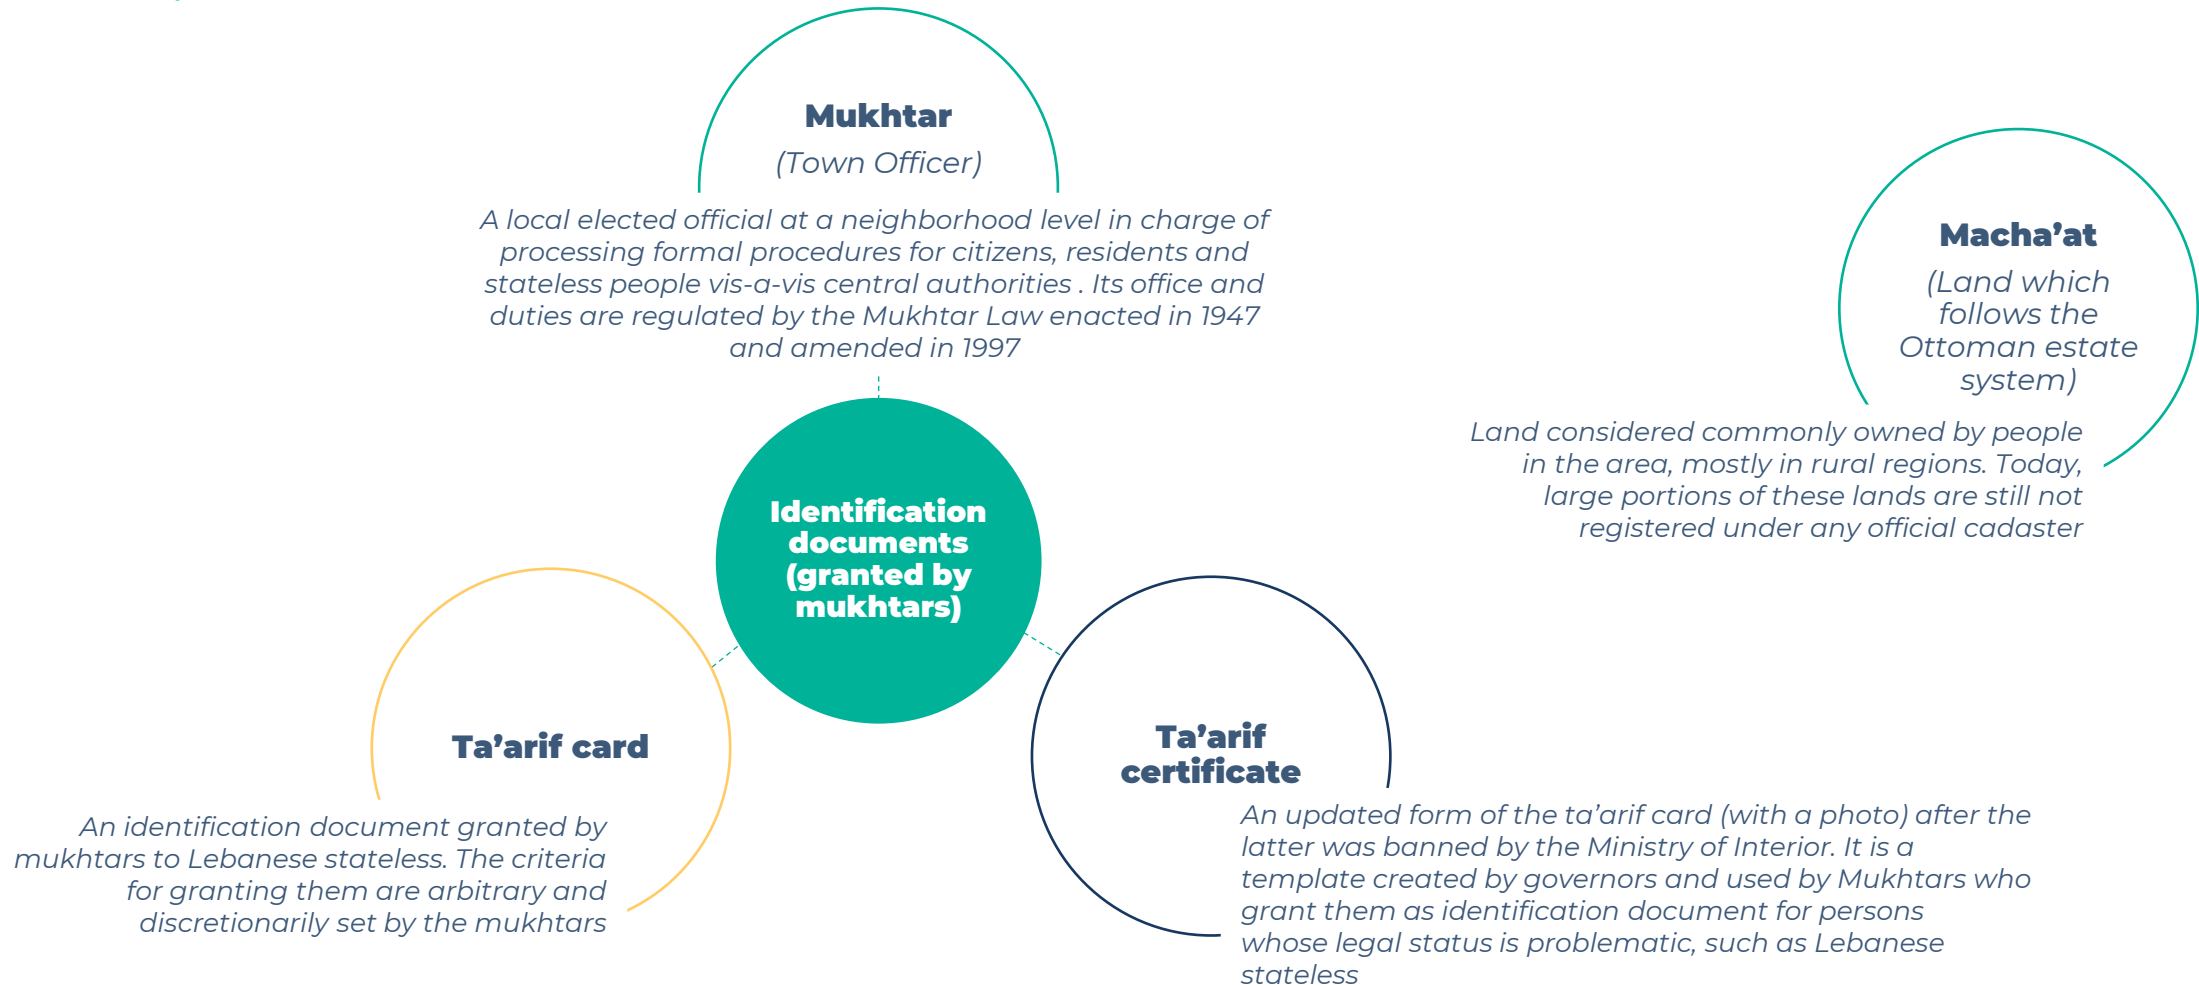 Mukhtar
(Town Officer)
A local elected official at a neighborhood level in charge of
processing formal procedures for citizens, residents and
stateless people vis-a-vis central authorities . Its office and
duties are regulated by the Mukhtar Law enacted in 1947
and amended in 1997
Macha’at
(Land which
follows the
Ottoman estate
system)
Land considered commonly owned by people
in the area, mostly in rural regions. Today,
large portions of these lands are still not
registered under any official cadaster
Identification
documents
(granted by
mukhtars)
Ta’arif card
An identification document granted by
mukhtars to Lebanese stateless. The criteria
for granting them are arbitrary and
discretionarily set by the mukhtars
Ta’arif
certificate
An updated form of the ta’arif card (with a photo) after the
latter was banned by the Ministry of Interior. It is a
template created by governors and used by Mukhtars who
grant them as identification document for persons
whose legal status is problematic, such as Lebanese
stateless